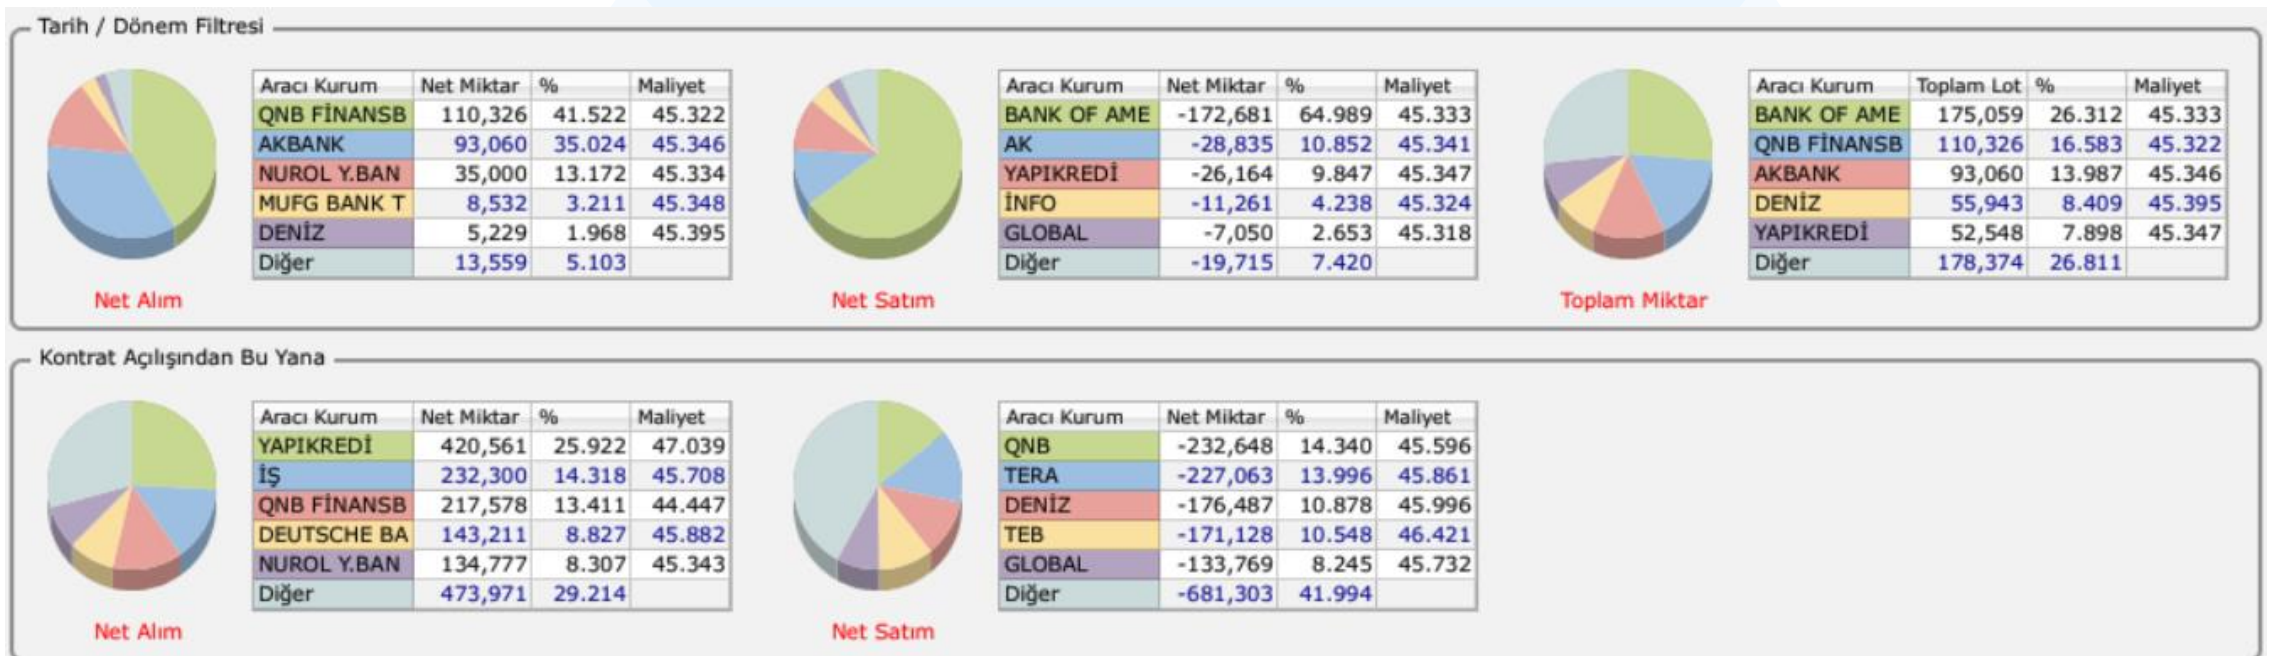 Tarih / Dönem Filtresi
Aracı Kurum Net Miktar % Maliyet
QNB FİNANSB 110,326 41.522 45.322
AKBANK 93,060 35.024 45.346
NUROL Y.BAN 35,000 13.172 45.334
MUFG BANK T 8,532 3.211 45.348
DENİZ 5,229 1.968 45.395
Diğer 13,559 5.103
Net Alım
Aracı Kurum Net Miktar % Maliyet
BANK OF AME -172,681 64.989 45.333
AK -28,835 10.852 45.341
YAPIKREDİ -26,164 9.847 45.347
İNFO -11,261 4.238 45.324
GLOBAL -7,050 2.653 45.318
Diğer -19,715 7.420
Net Satım
Aracı Kurum Toplam Lot % Maliyet
BANK OF AME 175,059 26.312 45.333
QNB FİNANSB 110,326 16.583 45.322
AKBANK 93,060 13.987 45.346
DENİZ 55,943 8.409 45.395
YAPIKREDİ 52,548 7.898 45.347
Diğer 178,374 26.811
Toplam Miktar
Kontrat Açılışından Bu Yana
Aracı Kurum Net Miktar % Maliyet
YAPIKREDİ 420,561 25.922 47.039
İŞ 232,300 14.318 45.708
QNB FİNANSB 217,578 13.411 44.447
DEUTSCHE BA 143,211 8.827 45.882
NUROL Y.BAN 134,777 8.307 45.343
Diğer 473,971 29.214
Net Alım
Aracı Kurum Net Miktar % Maliyet
QNB -232,648 14.340 45.596
TERA -227,063 13.996 45.861
DENİZ -176,487 10.878 45.996
TEB -171,128 10.548 46.421
GLOBAL -133,769 8.245 45.732
Diğer -681,303 41.994
Net Satım